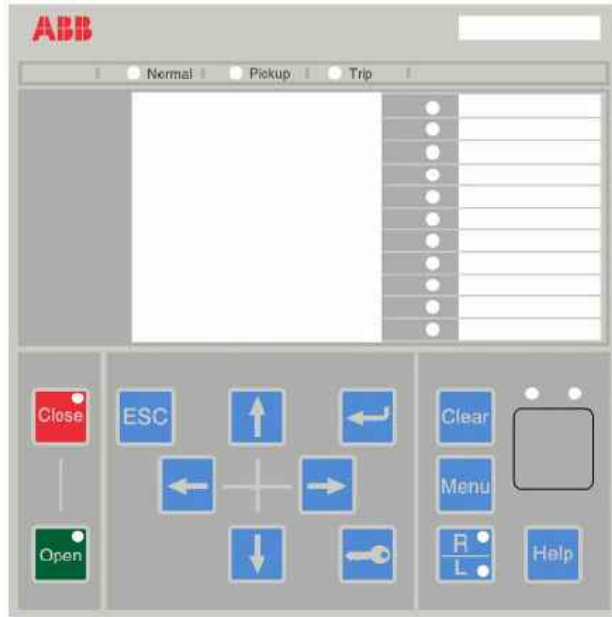 ABB
Normal Pickup Trip
Close ESC Clear
Menu
Open R Help
L